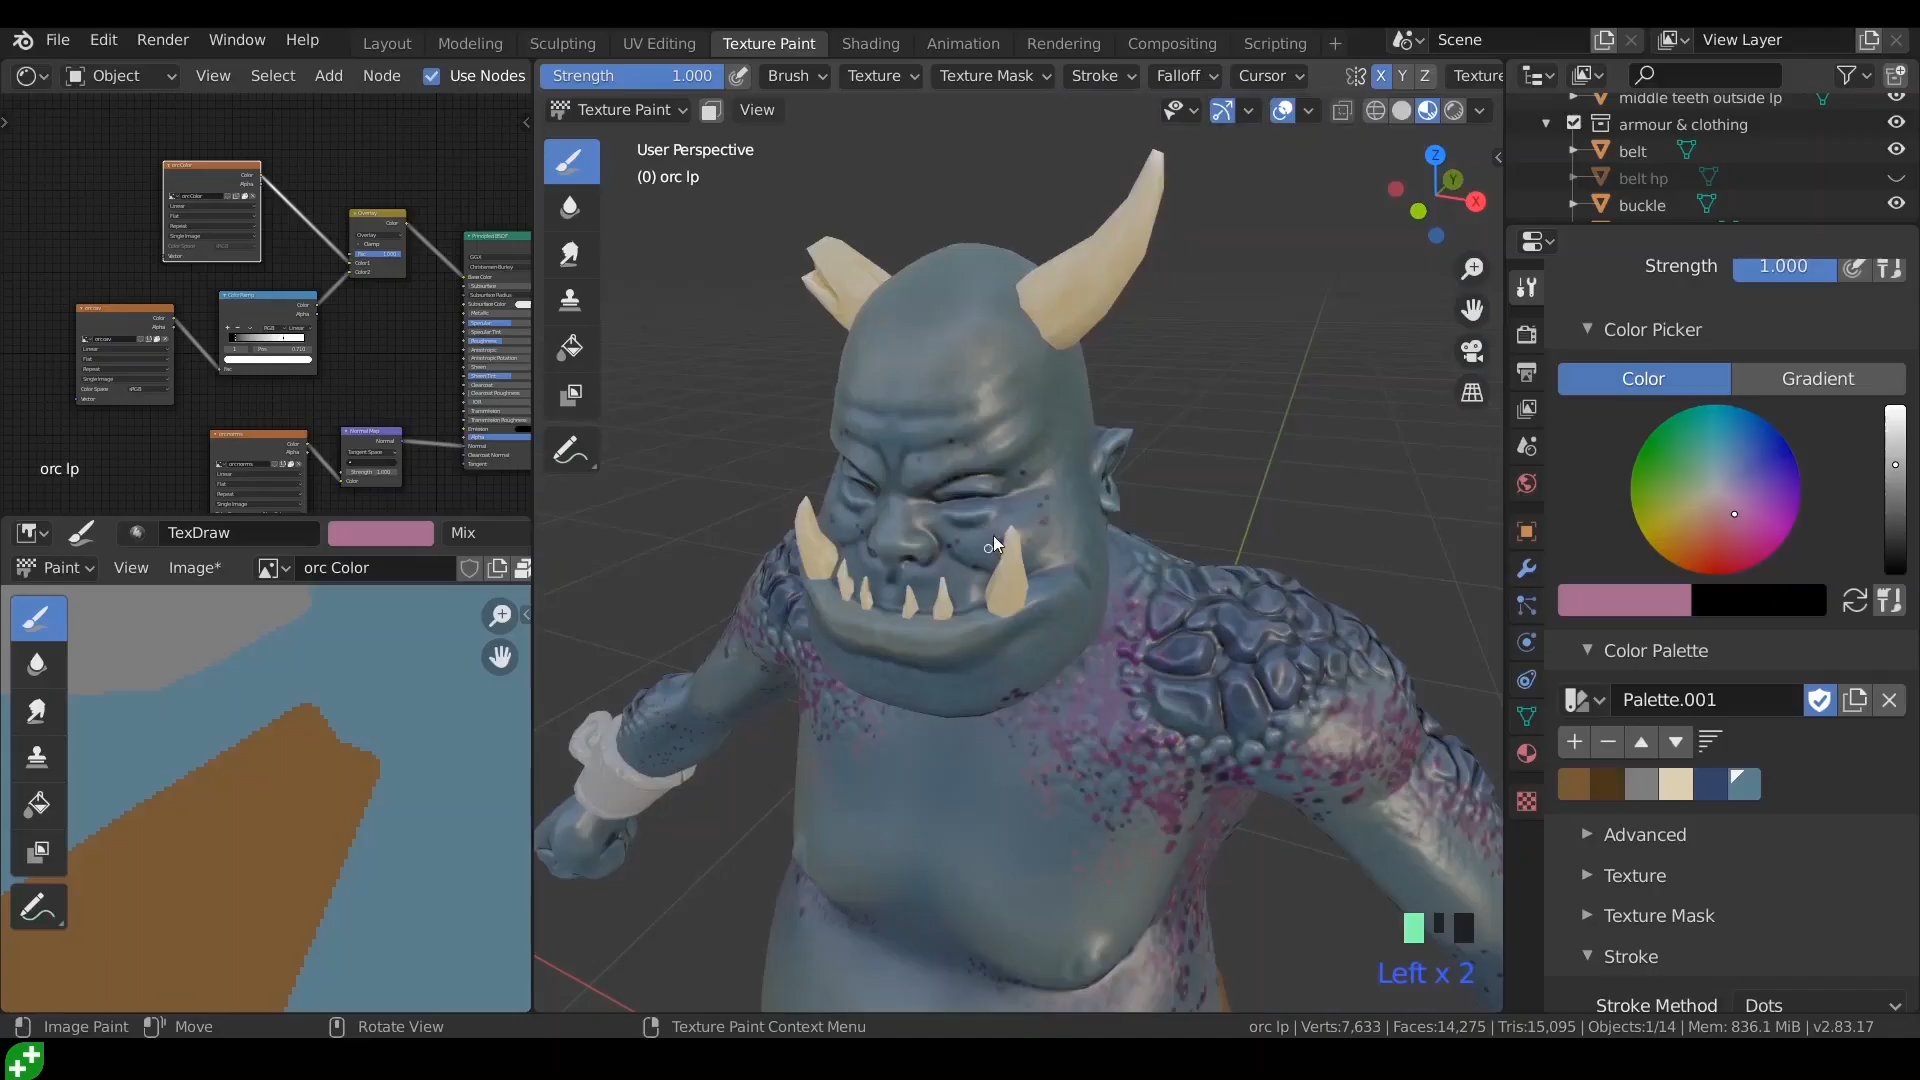 File Edit Render Window Help
Layout Modeling Sculpting UV Editing Texture Paint Shading Animation Rendering Compositing Scripting +
Scene
View Layer
Object View Select Add Node Use Nodes
Strength 1.000 Brush Texture Texture Mask Stroke Falloff Cursor X Y Z Texture
Texture Paint View
User Perspective
(0) orc lp
Z
Y
X
middle teeth outside lp
armour & clothing
belt
belt hp
buckle
Strength 1.000
Color Picker
Color Gradient
Color Palette
Palette.001
Advanced
Texture
Texture Mask
Stroke
Stroke Method Dots
orc lp
TexDraw Mix
Paint View Image* orc Color
Left x 2
Image Paint Move Rotate View Texture Paint Context Menu
orc lp | Verts:7,633 | Faces:14,275 | Tris:15,095 | Objects:1/14 | Mem: 836.1 MiB | v2.83.17